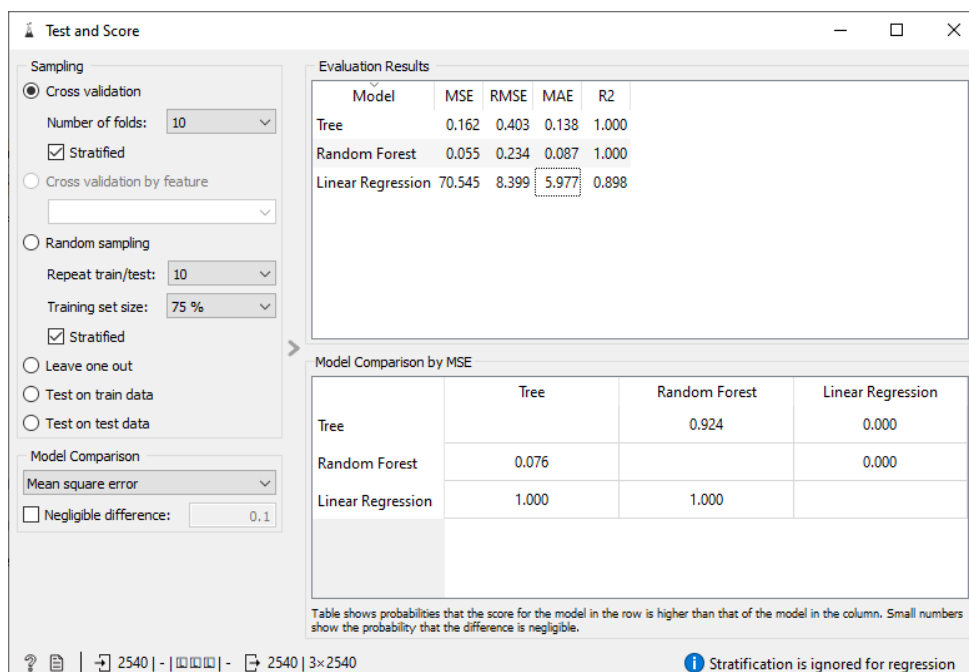 Test and Score
Sampling
Cross validation
Number of folds: 10
Stratified
Cross validation by feature
Random sampling
Repeat train/test: 10
Training set size: 75 %
Stratified
Leave one out
Test on train data
Test on test data
Model Comparison
Mean square error
Negligible difference: 0.1
Evaluation Results
Model MSE RMSE MAE R2
Tree 0.162 0.403 0.138 1.000
Random Forest 0.055 0.234 0.087 1.000
Linear Regression 70.545 8.399 5.977 0.898
Model Comparison by MSE
Tree Random Forest Linear Regression
Tree 0.924 0.000
Random Forest 0.076 0.000
Linear Regression 1.000 1.000
Table shows probabilities that the score for the model in the row is higher than that of the model in the column. Small numbers
show the probability that the difference is negligible.
? 2540 | - | - 2540 | 3×2540
Stratification is ignored for regression